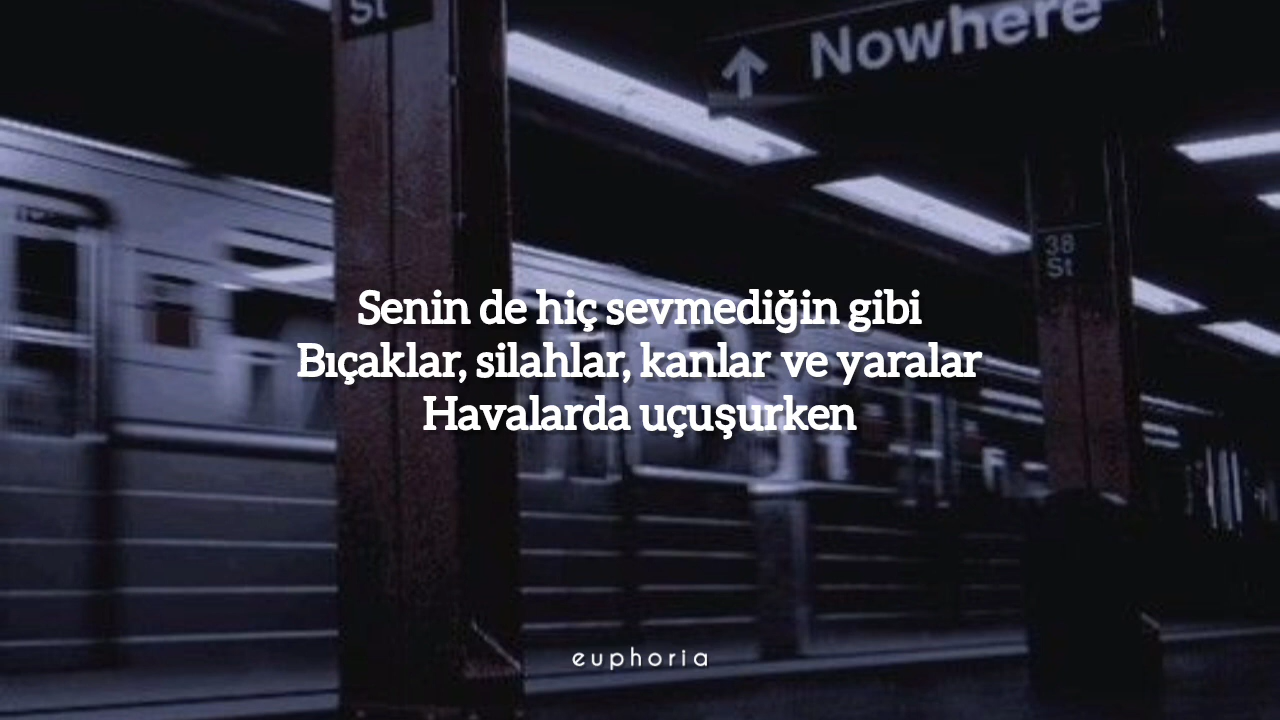 St
Nowhere
38
St
Senin de hiç sevmediğin gibi
Bıçaklar, silahlar, kanlar ve yaralar
Havalarda uçuşurken
euphoria